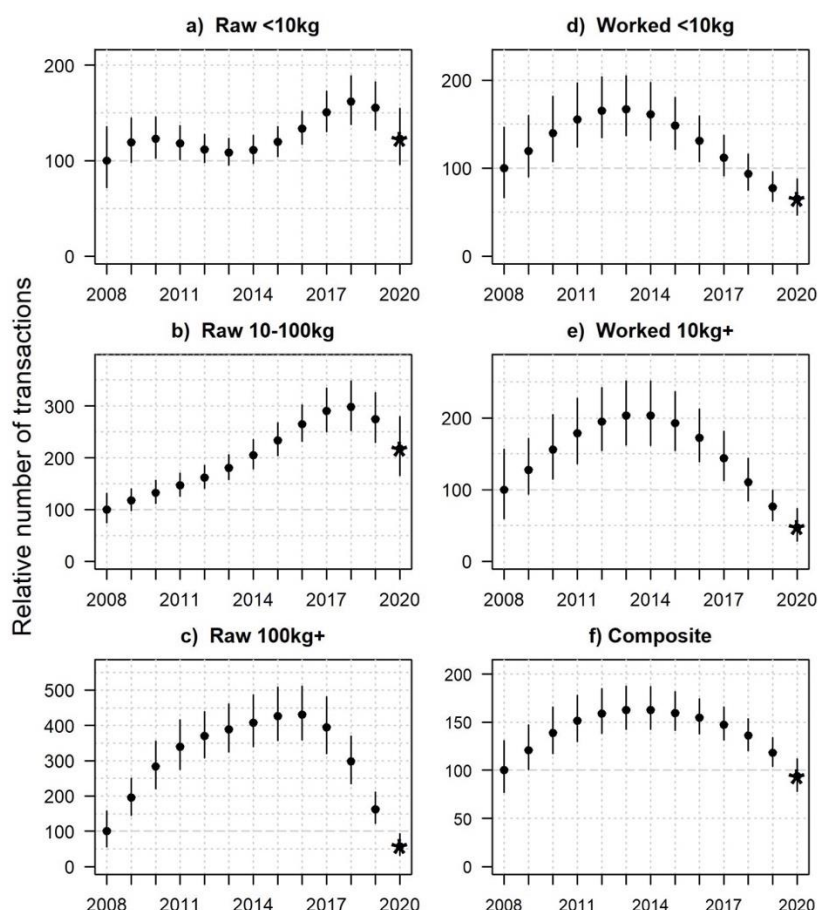 Relative number of transactions
a) Raw <10kg
200
100
0
2008 2011 2014 2017 2020
b) Raw 10-100kg
300
200
100
0
2008 2011 2014 2017 2020
c) Raw 100kg+
500
400
300
200
100
0
2008 2011 2014 2017 2020
d) Worked <10kg
200
100
0
2008 2011 2014 2017 2020
e) Worked 10kg+
200
100
0
2008 2011 2014 2017 2020
f) Composite
200
150
100
50
0
2008 2011 2014 2017 2020